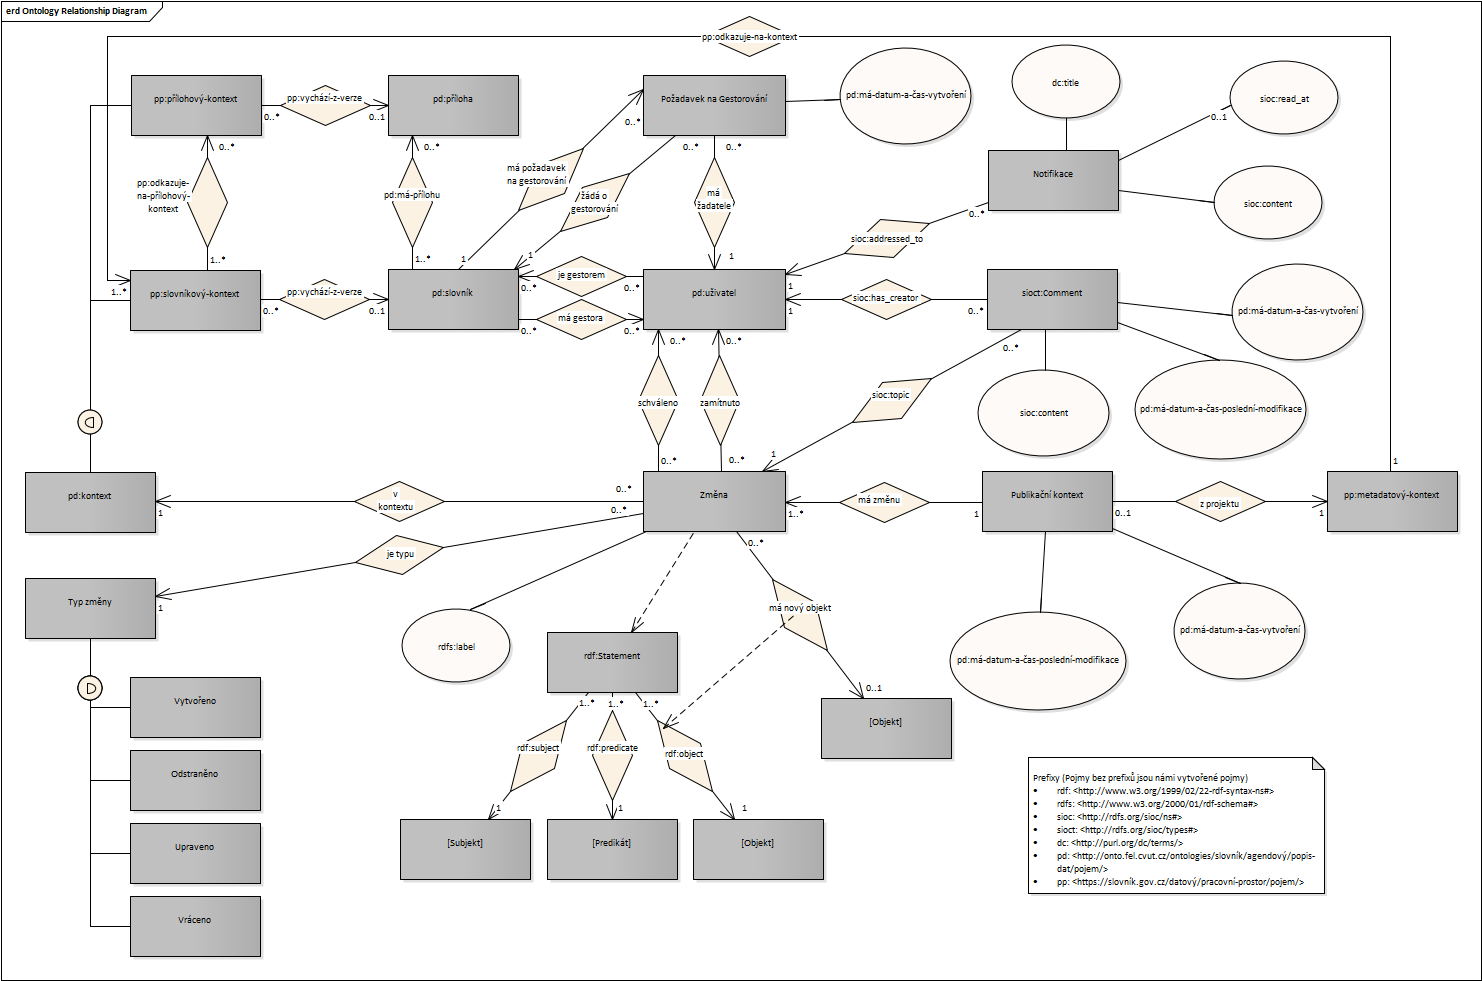 erd Ontology Relationship Diagram
pp:odkazuje-na-kontext
pp:přílohový-kontext
pp:vychází-z-verze
0..*
0..1
pd:příloha
Požadavek na Gestorování
pd:má-datum-a-čas-vytvoření
dc:title
sioc:read_at
0..1
0..*
0..*
0..*
0..*
0..*
pp:odkazuje-
na-přílohový-
kontext
pd:má-přílohu
má požadavek
na gestorování
žádá o
gestorování
má
žadatele
Notifikace
sioc:content
0..*
sioc:addressed_to
1..*
1..*
1
1
1
1
1..*
pp:slovníkový-kontext
pp:vychází-z-verze
0..*
0..1
pd:slovník
je gestorem
0..*
0..*
má gestora
0..*
0..*
pd:uživatel
1
sioc:has_creator
0..*
sioct:Comment
pd:má-datum-a-čas-vytvoření
0..*
0..*
0..*
schváleno
zamítnuto
sioc:topic
sioc:content
pd:má-datum-a-čas-poslední-modifikace
0..*
0..*
1
1
pd:kontext
1
v
kontextu
0..*
0..*
Změna
1..*
má změnu
1
Publikační kontext
0..1
z projektu
1
pp:metadatový-kontext
je typu
0..*
Typ změny
1
má nový objekt
rdfs:label
rdf:Statement
pd:má-datum-a-čas-poslední-modifikace
pd:má-datum-a-čas-vytvoření
D
D
Vytvořeno
1..*
1..*
1..*
0..1
[Objekt]
rdf:subject
rdf:predicate
rdf:object
Odstraněno
1
1
1
Upraveno
[Subjekt]
[Predikát]
[Objekt]
Vráceno
Prefixy (Pojmy bez prefixů jsou námi vytvořené pojmy)
• rdf: <http://www.w3.org/1999/02/22-rdf-syntax-ns#>
• rdfs: <http://www.w3.org/2000/01/rdf-schema#>
• sioc: <http://rdfs.org/sioc/ns#>
• sioct: <http://rdfs.org/sioc/types#>
• dc: <http://purl.org/dc/terms/>
• pd: <http://onto.fel.cvut.cz/ontologies/slovník/agendový/popis-
dat/pojem/>
• pp: <https://slovník.gov.cz/datový/pracovní-prostor/pojem/>